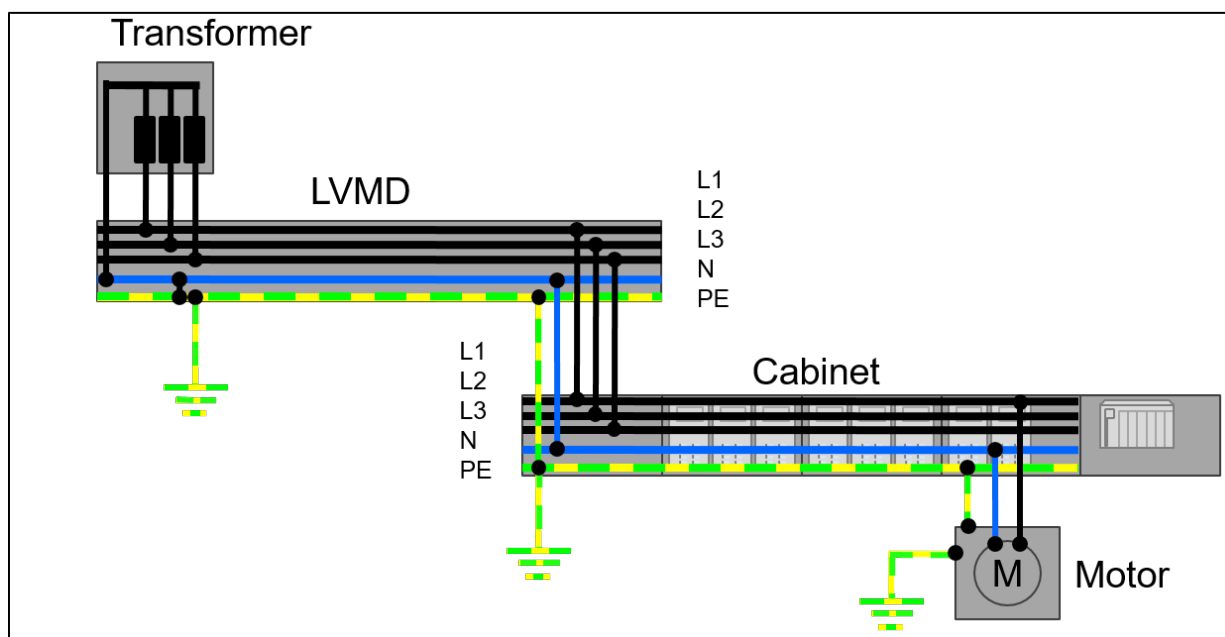 Transformer
LVMD
L1
L2
L3
N
PE
L1
L2
L3
N
PE
Cabinet
M
Motor